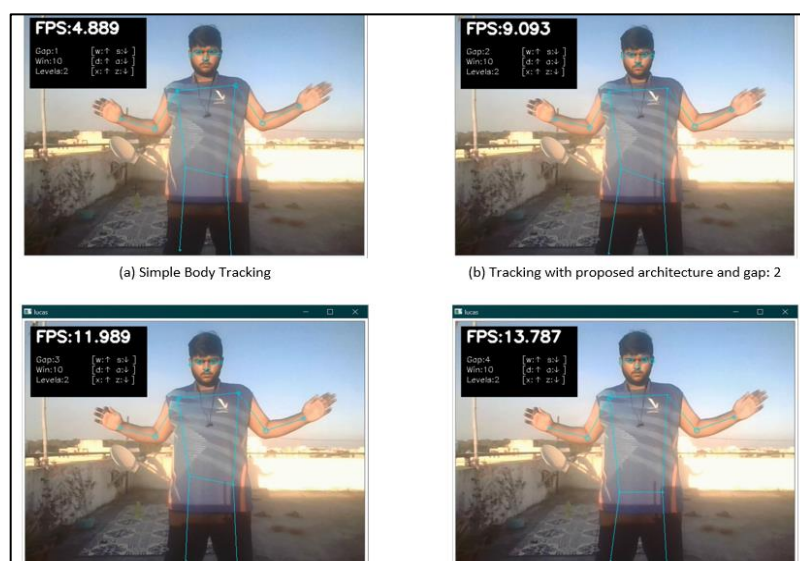 FPS:4.889
Gap:1 [w:↑ s:↓]
Win:10 [d:↑ a:↓]
Levels:2 [x:↑ z:↓]
FPS:9.093
Gap:2 [w:↑ s:↓]
Win:10 [d:↑ a:↓]
Levels:2 [x:↑ z:↓]
(a) Simple Body Tracking
(b) Tracking with proposed architecture and gap: 2
lucas
FPS:11.989
Gap:3 [w:↑ s:↓]
Win:10 [d:↑ a:↓]
Levels:2 [x:↑ z:↓]
lucas
FPS:13.787
Gap:4 [w:↑ s:↓]
Win:10 [d:↑ a:↓]
Levels:2 [x:↑ z:↓]